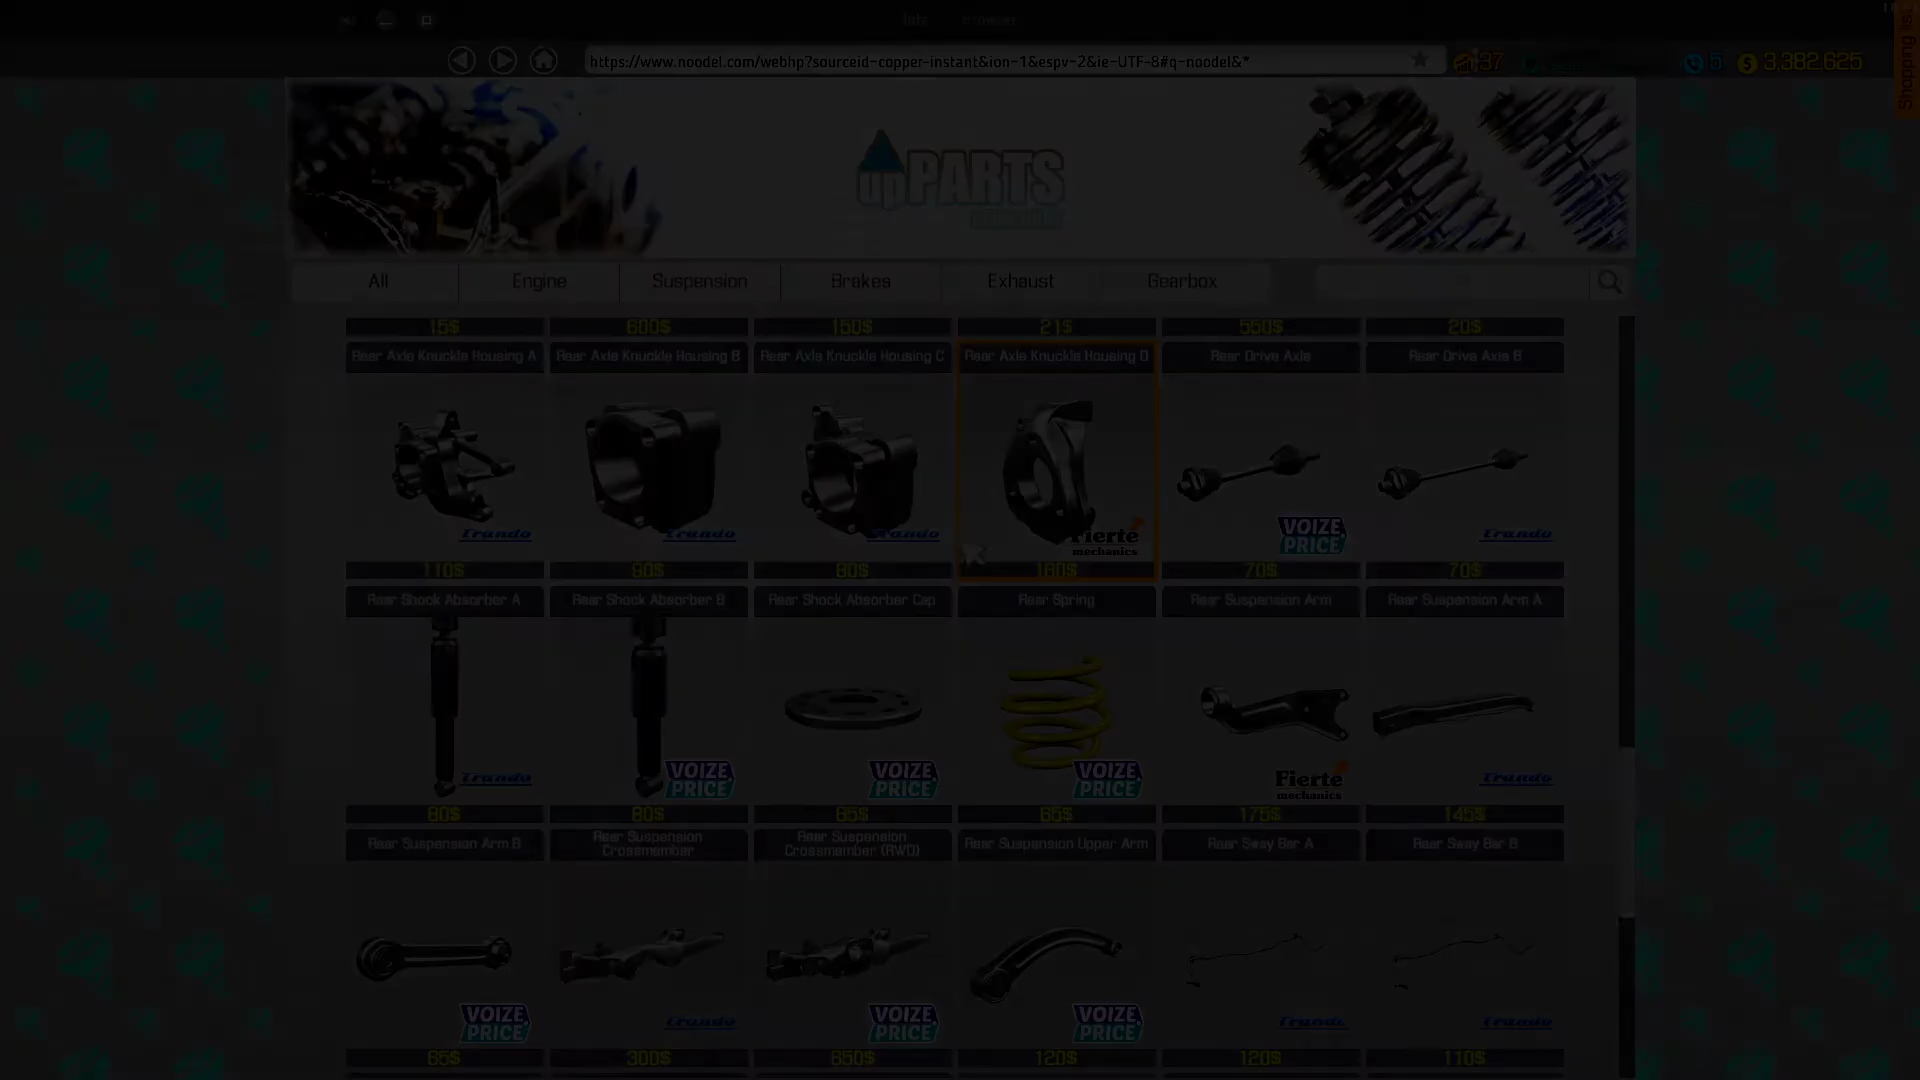 https://www.noodel.com/webhp?sourceid-copper-instant&ion-1&espv-2&ie-UTF-8#q-noodel&*
37
5
3,382,625
Shopping list
upPARTS
All
Engine
Suspension
Brakes
Exhaust
Gearbox
15$
600$
150$
21$
550$
20$
Rear Axle Knuckle Housing A
Rear Axle Knuckle Housing B
Rear Axle Knuckle Housing C
Rear Axle Knuckle Housing D
Rear Drive Axle
Rear Drive Axle B
Trando
Trando
Trando
Fierte
mechanics
VOIZE
PRICE
Trando
110$
90$
80$
180$
70$
70$
Rear Shock Absorber A
Rear Shock Absorber B
Rear Shock Absorber Cap
Rear Spring
Rear Suspension Arm
Rear Suspension Arm A
Trando
VOIZE
PRICE
VOIZE
PRICE
VOIZE
PRICE
Fierte
mechanics
Trando
80$
80$
65$
65$
175$
145$
Rear Suspension Arm B
Rear Suspension
Crossmember
Rear Suspension
Crossmember (RWD)
Rear Suspension Upper Arm
Rear Sway Bar A
Rear Sway Bar B
VOIZE
PRICE
Trando
VOIZE
PRICE
VOIZE
PRICE
Trando
Trando
65$
300$
650$
120$
120$
110$